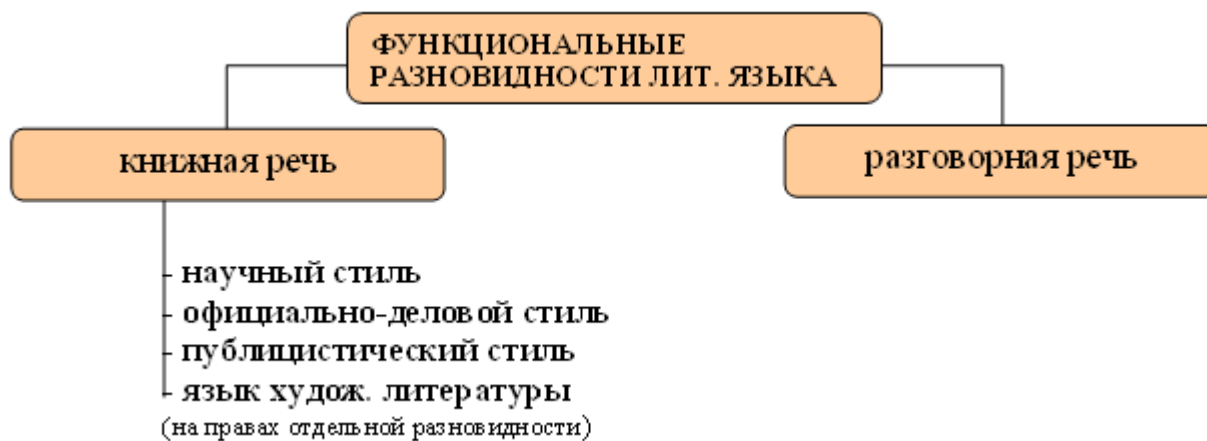 ФУНКЦИОНАЛЬНЫЕ
РАЗНОВИДНОСТИ ЛИТ. ЯЗЫКА
книжная речь
разговорная речь
- научный стиль
- официально-деловой стиль
- публицистический стиль
- язык худож. литературы
(на правах отдельной разновидности)